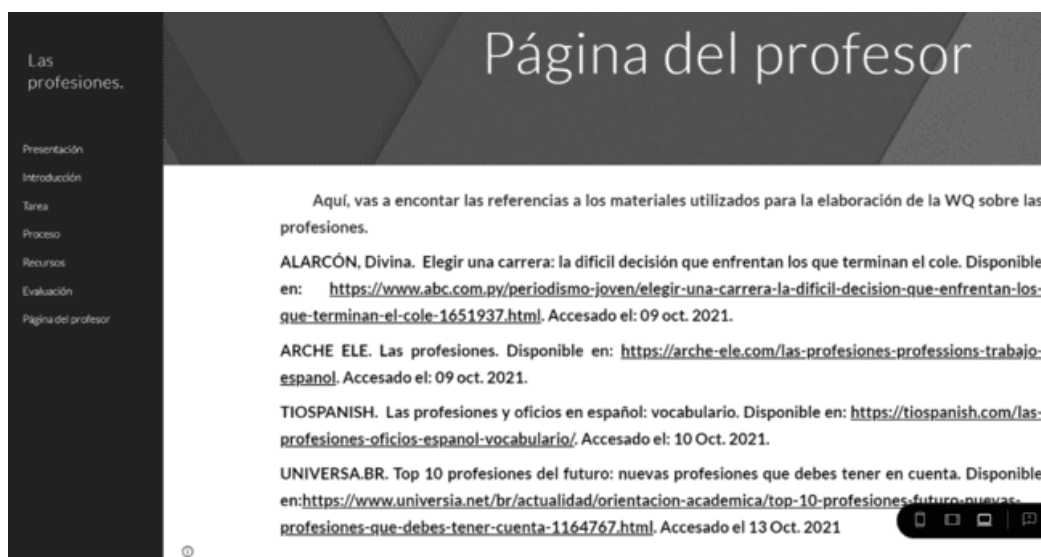 Las
profesiones.
Presentación
Introducción
Tarea
Proceso
Recursos
Evaluación
Página del profesor
Página del profesor
Aquí, vas a encontar las referencias a los materiales utilizados para la elaboración de la WQ sobre las
profesiones.
ALARCÓN, Divina. Elegir una carrera: la dificil decisión que enfrentan los que terminan el cole. Disponible
en: https://www.abc.com.py/periodismo-joven/elegir-una-carrera-la-dificil-decision-que-enfrentan-los-
que-terminan-el-cole-1651937.html. Accesado el: 09 oct. 2021.
ARCHE ELE. Las profesiones. Disponible en: https://arche-ele.com/las-profesiones-professions-trabajo-
espanol. Accesado el: 09 oct. 2021.
TIOSPANISH. Las profesiones y oficios en español: vocabulario. Disponible en: https://tiospanish.com/las-
profesiones-oficios-espanol-vocabulario/. Accesado el: 10 Oct. 2021.
UNIVERSA.BR. Top 10 profesiones del futuro: nuevas profesiones que debes tener en cuenta. Disponible
en:https://www.universia.net/br/actualidad/orientacion-academica/top-10-profesiones-futuro-nuevas-
profesiones-que-debes-tener-cuenta-1164767.html. Accesado el 13 Oct. 2021